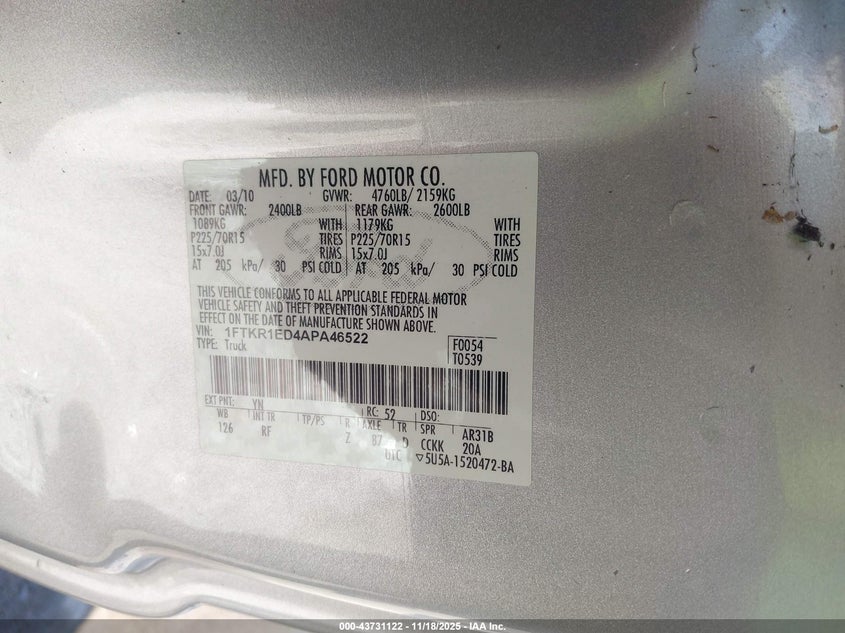 MFD. BY FORD MOTOR CO.
DATE: 03/10 GVWR: 4760LB/ 2159KG
FRONT GAWR: 2400LB REAR GAWR: 2600LB
1089KG WITH 1179KG WITH
P225/70R15 TIRES P225/70R15 TIRES
15x7.0J RIMS 15x7.0J RIMS
AT 205 kPa/ 30 PSI COLD AT 205 kPa/ 30 PSI COLD
Ford
THIS VEHICLE CONFORMS TO ALL APPLICABLE FEDERAL MOTOR
VEHICLE SAFETY AND THEFT PREVENTION STANDARDS IN
EFFECT ON THE DATE OF MANUFACTURE SHOWN ABOVE.
VIN: 1FTKR1ED4APA46522
TYPE: Truck
F0054
T0539
EXT PNT: YN RC: 52 DSO:
WB INT TR TP/PS R AXLE TR SPR AR31B
126 RF Z 87 D CCKK 20A
UTC ▽5U5A-1520472-BA
000-43731122 - 11/18/2025 - IAA Inc.